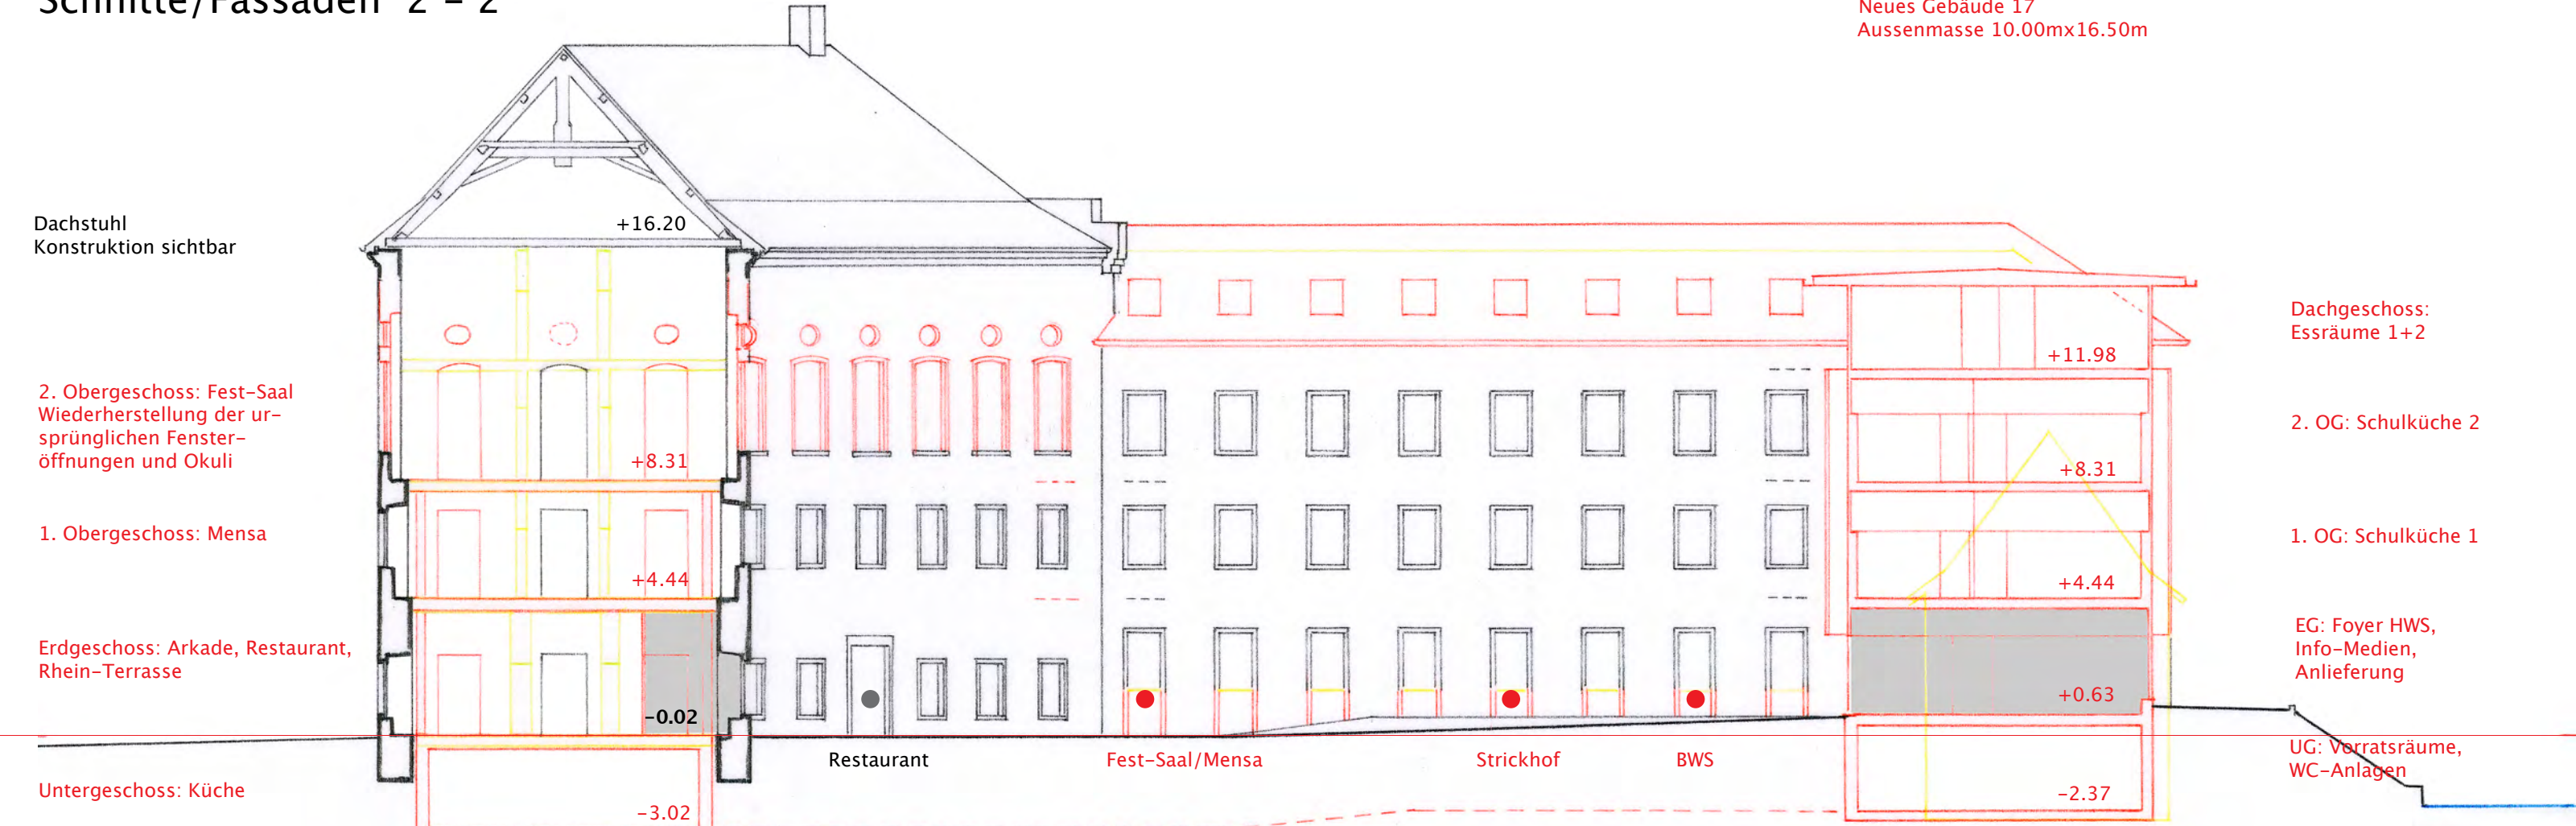 Schnitte/Fassaden 2 - 2
Neues Gebäude 17
Aussenmasse 10.00mx16.50m
Dachstuhl
Konstruktion sichtbar
+16.20
2. Obergeschoss: Fest-Saal
Wiederherstellung der ur-
sprünglichen Fenster-
öffnungen und Okuli
+8.31
1. Obergeschoss: Mensa
+4.44
Erdgeschoss: Arkade, Restaurant,
Rhein-Terrasse
-0.02
Untergeschoss: Küche
-3.02
Restaurant
Fest-Saal/Mensa
Strickhof
BWS
+11.98
+8.31
+4.44
+0.63
-2.37
Dachgeschoss:
Essräume 1+2
2. OG: Schulküche 2
1. OG: Schulküche 1
EG: Foyer HWS,
Info-Medien,
Anlieferung
UG: Vorratsräume,
WC-Anlagen